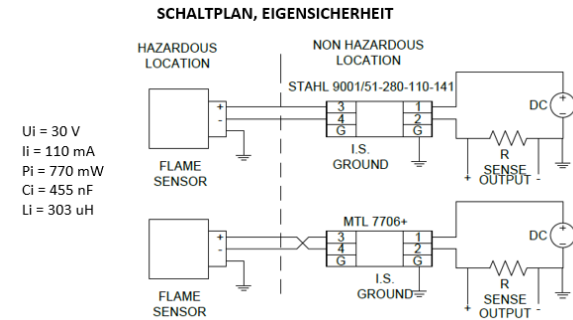 SCHALTPLAN, EIGENSICHERHEIT
HAZARDOUS
LOCATION
NON HAZARDOUS
LOCATION
STAHL 9001/51-280-110-141
Ui = 30 V
Ii = 110 mA
Pi = 770 mW
Ci = 455 nF
Li = 303 uH
+
-
3
4
G
1
2
G
DC
+
-
I.S.
GROUND
FLAME
SENSOR
R
SENSE
+ OUTPUT -
MTL 7706+
+
-
3
4
G
1
2
G
DC
+
-
I.S.
GROUND
FLAME
SENSOR
R
SENSE
+ OUTPUT -